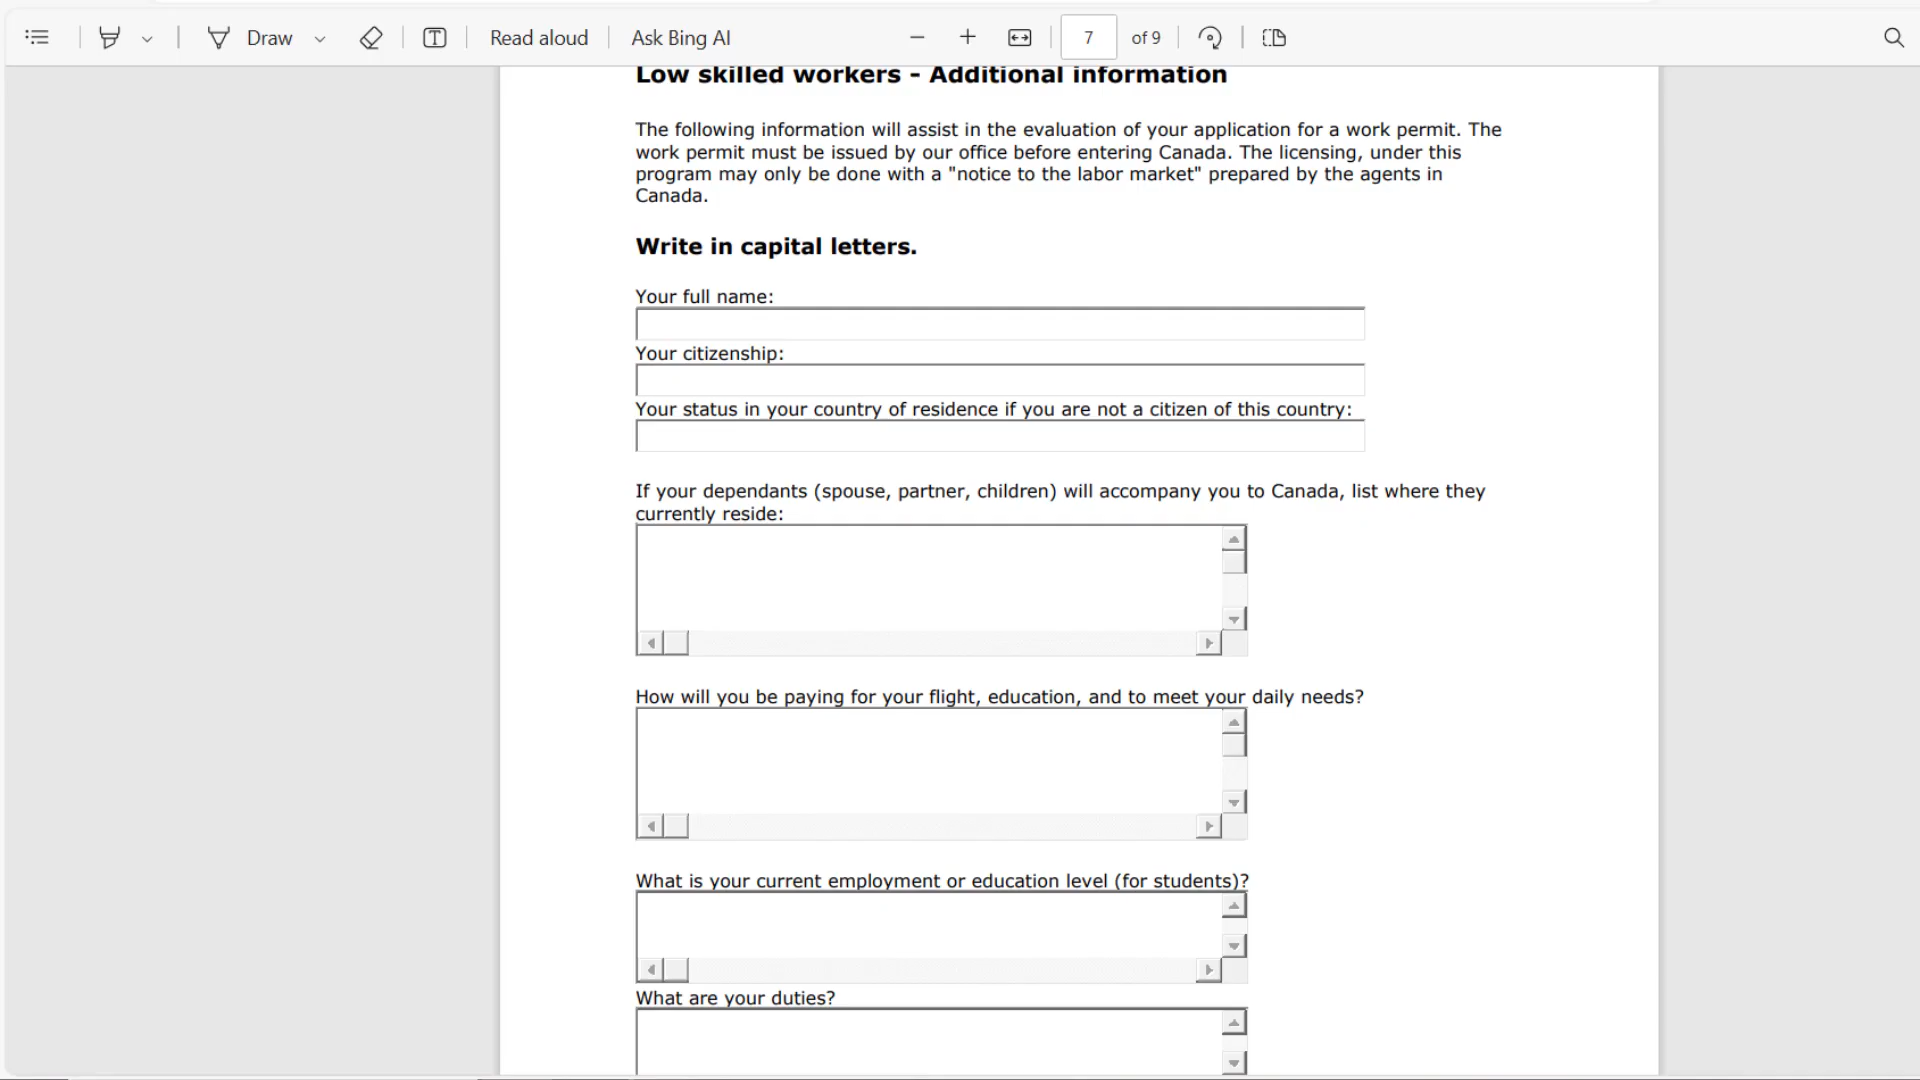 Draw
Read aloud
Ask Bing AI
7
of 9
Low skilled workers - Additional information
The following information will assist in the evaluation of your application for a work permit. The
work permit must be issued by our office before entering Canada. The licensing, under this
program may only be done with a "notice to the labor market" prepared by the agents in
Canada.
Write in capital letters.
Your full name:
Your citizenship:
Your status in your country of residence if you are not a citizen of this country:
If your dependants (spouse, partner, children) will accompany you to Canada, list where they
currently reside:
How will you be paying for your flight, education, and to meet your daily needs?
What is your current employment or education level (for students)?
What are your duties?